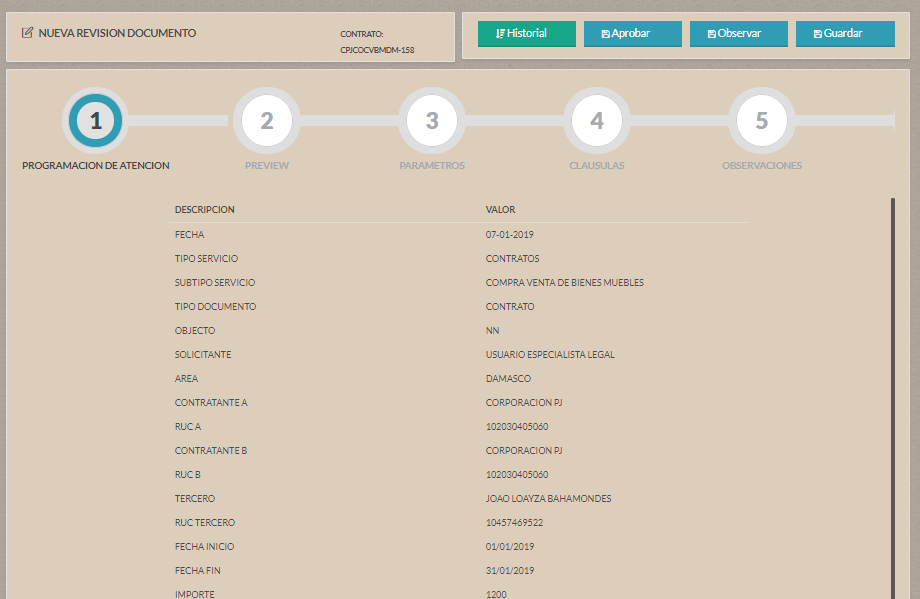 NUEVA REVISION DOCUMENTO
CONTRATO:
CPJCOCVBMDM-158
Historial
Aprobar
Observar
Guardar
1
2
3
4
5
PROGRAMACION DE ATENCION
PREVIEW
PARAMETROS
CLAUSULAS
OBSERVACIONES
DESCRIPCION VALOR
FECHA 07-01-2019
TIPO SERVICIO CONTRATOS
SUBTIPO SERVICIO COMPRA VENTA DE BIENES MUEBLES
TIPO DOCUMENTO CONTRATO
OBJECTO NN
SOLICITANTE USUARIO ESPECIALISTA LEGAL
AREA DAMASCO
CONTRATANTE A CORPORACION PJ
RUC A 102030405060
CONTRATANTE B CORPORACION PJ
RUC B 102030405060
TERCERO JOAO LOAYZA BAHAMONDES
RUC TERCERO 10457469522
FECHA INICIO 01/01/2019
FECHA FIN 31/01/2019
IMPORTE 1200